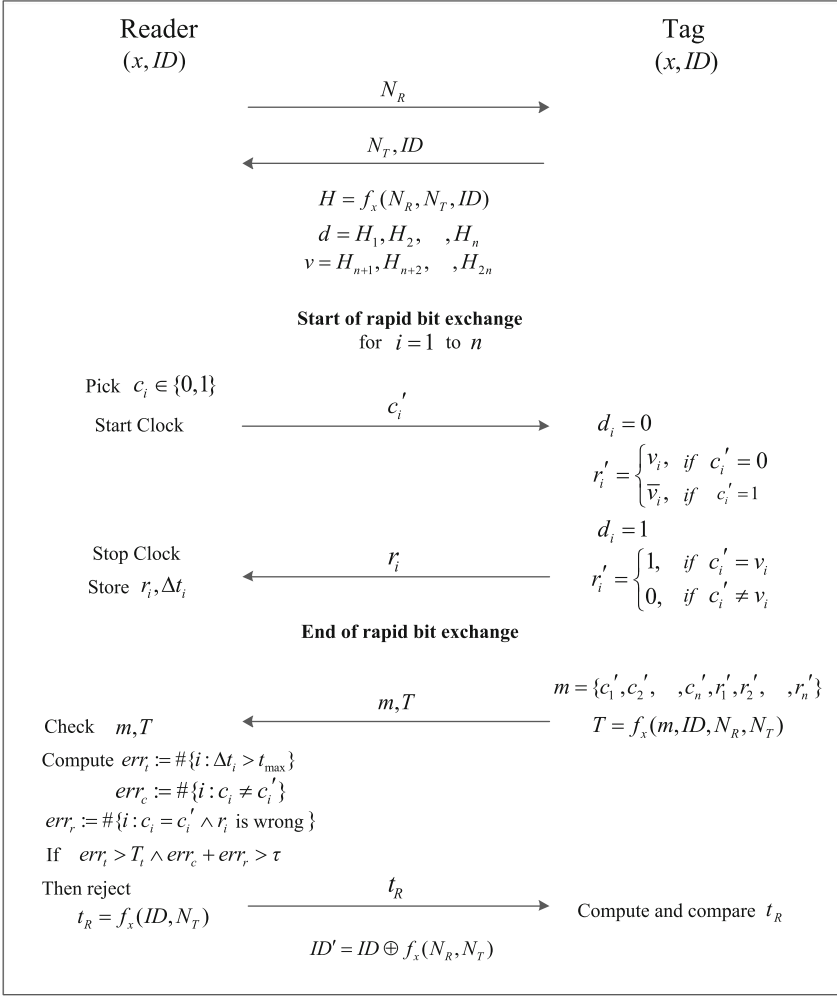 Reader Tag
(x, ID) (x, ID)
N_R
N_T, ID
H = f_x(N_R, N_T, ID)
d = H_1, H_2, , H_n
v = H_{n+1}, H_{n+2}, , H_{2n}
Start of rapid bit exchange
for i = 1 to n
Pick c_i ∈ {0,1}
c_i'
Start Clock d_i = 0
r_i' = { v_i, if c_i' = 0
v̅_i, if c_i' = 1
d_i = 1
Stop Clock r_i
Store r_i, Δt_i r_i' = { 1, if c_i' = v_i
0, if c_i' ≠ v_i
End of rapid bit exchange
m = {c_1', c_2', , c_n', r_1', r_2', , r_n'}
m, T
Check m, T T = f_x(m, ID, N_R, N_T)
Compute err_t := #{i : Δt_i > t_max}
err_c := #{i : c_i ≠ c_i'}
err_r := #{i : c_i = c_i' ∧ r_i is wrong}
If err_t > T_t ∧ err_c + err_r > τ
Then reject t_R
t_R = f_x(ID, N_T) Compute and compare t_R
ID' = ID ⊕ f_x(N_R, N_T)